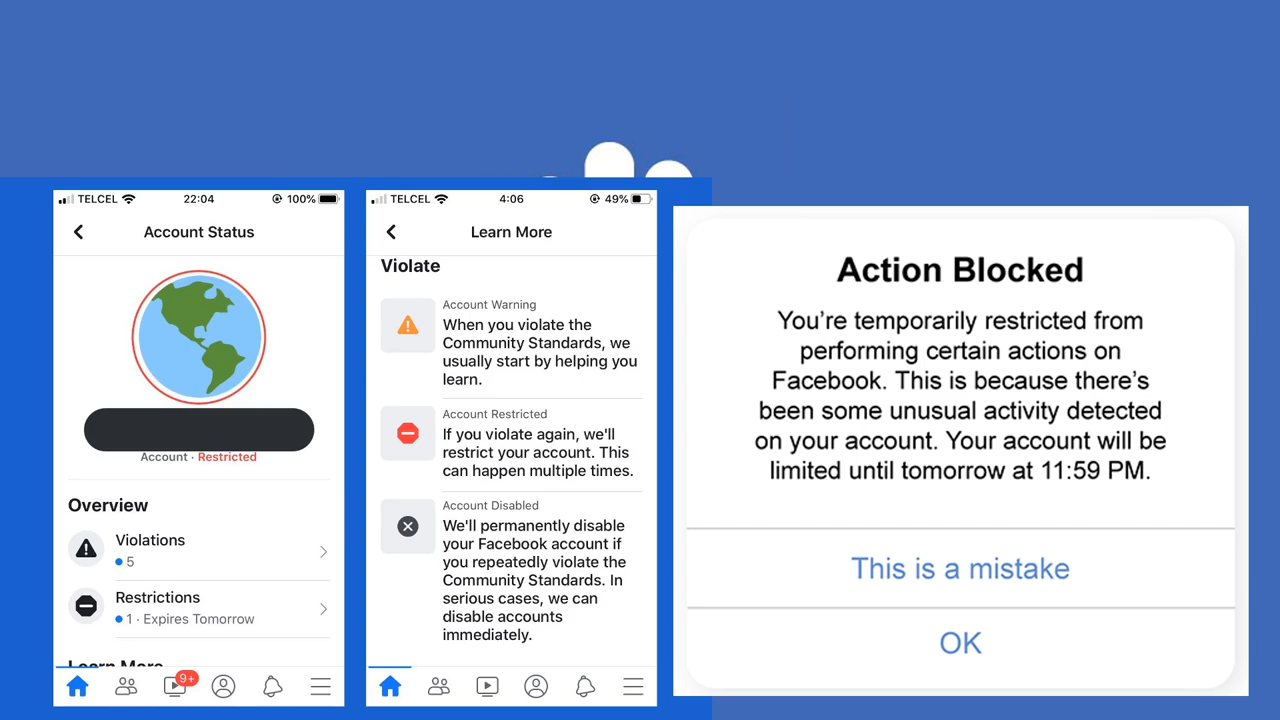 TELCEL 22:04 100%
Account Status
Account · Restricted
Overview
Violations
5
Restrictions
1 · Expires Tomorrow
Learn More
9+
TELCEL 4:06 49%
Learn More
Violate
Account Warning
When you violate the
Community Standards, we
usually start by helping you
learn.
Account Restricted
If you violate again, we'll
restrict your account. This
can happen multiple times.
Account Disabled
We'll permanently disable
your Facebook account if
you repeatedly violate the
Community Standards. In
serious cases, we can
disable accounts
immediately.
Action Blocked
You're temporarily restricted from
performing certain actions on
Facebook. This is because there's
been some unusual activity detected
on your account. Your account will be
limited until tomorrow at 11:59 PM.
This is a mistake
OK